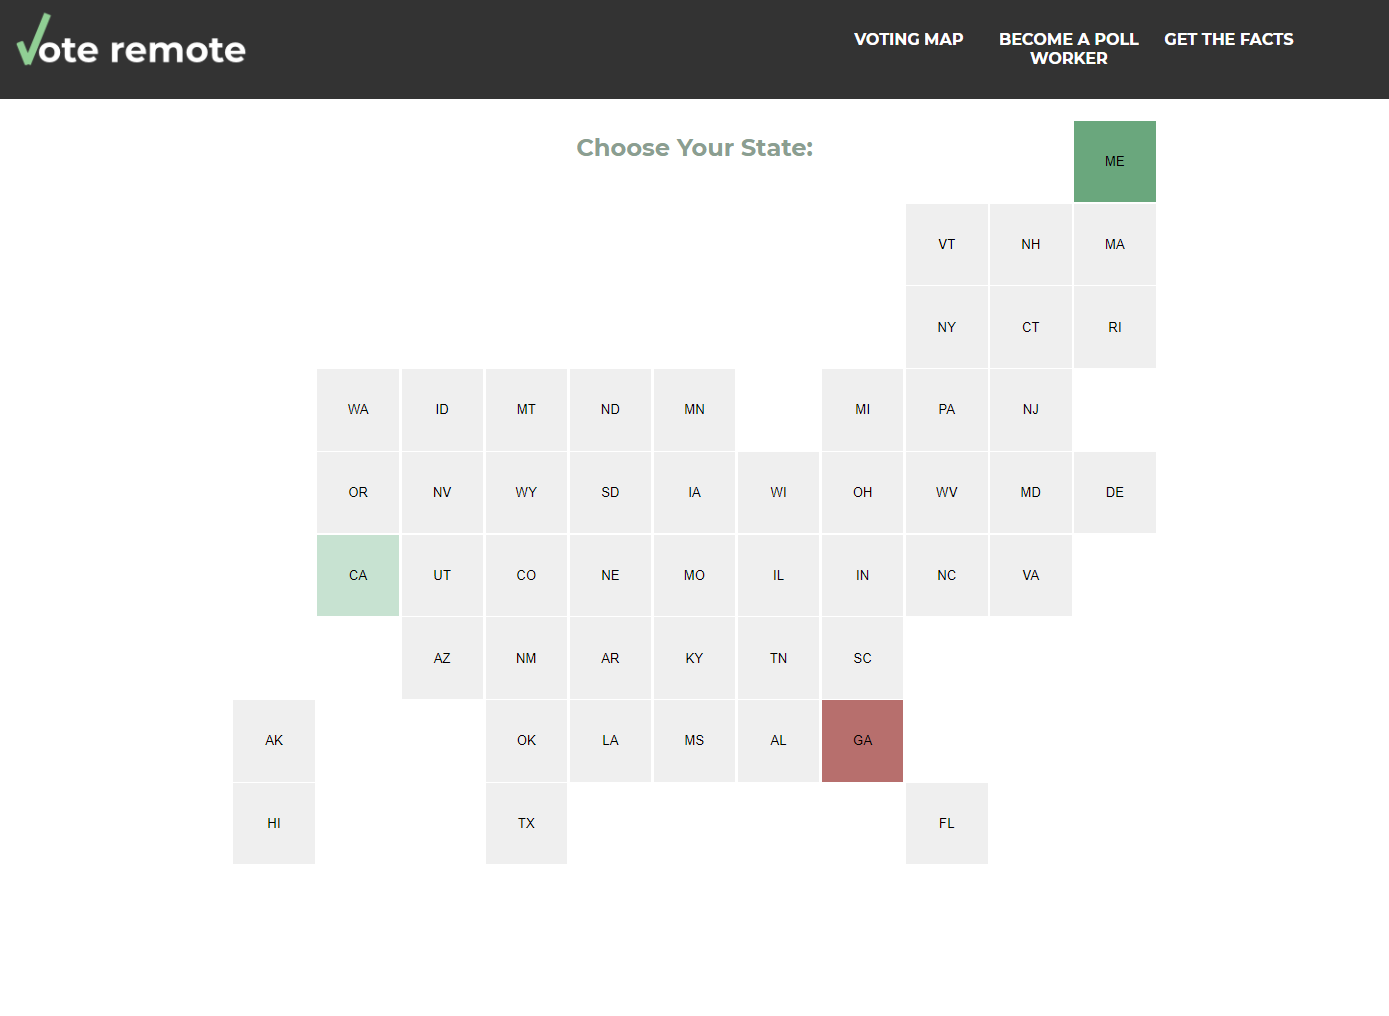 Vote remote
VOTING MAP
BECOME A POLL
WORKER
GET THE FACTS
Choose Your State:
ME
VT NH MA
NY CT RI
WA ID MT ND MN MI PA NJ
OR NV WY SD IA WI OH WV MD DE
CA UT CO NE MO IL IN NC VA
AZ NM AR KY TN SC
AK OK LA MS AL GA
HI TX FL